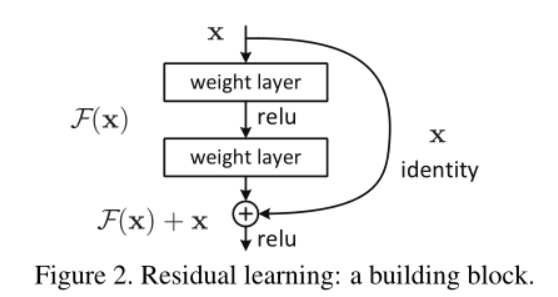 x
weight layer
relu
F(x)
weight layer
x
identity
F(x) + x
+
relu
Figure 2. Residual learning: a building block.